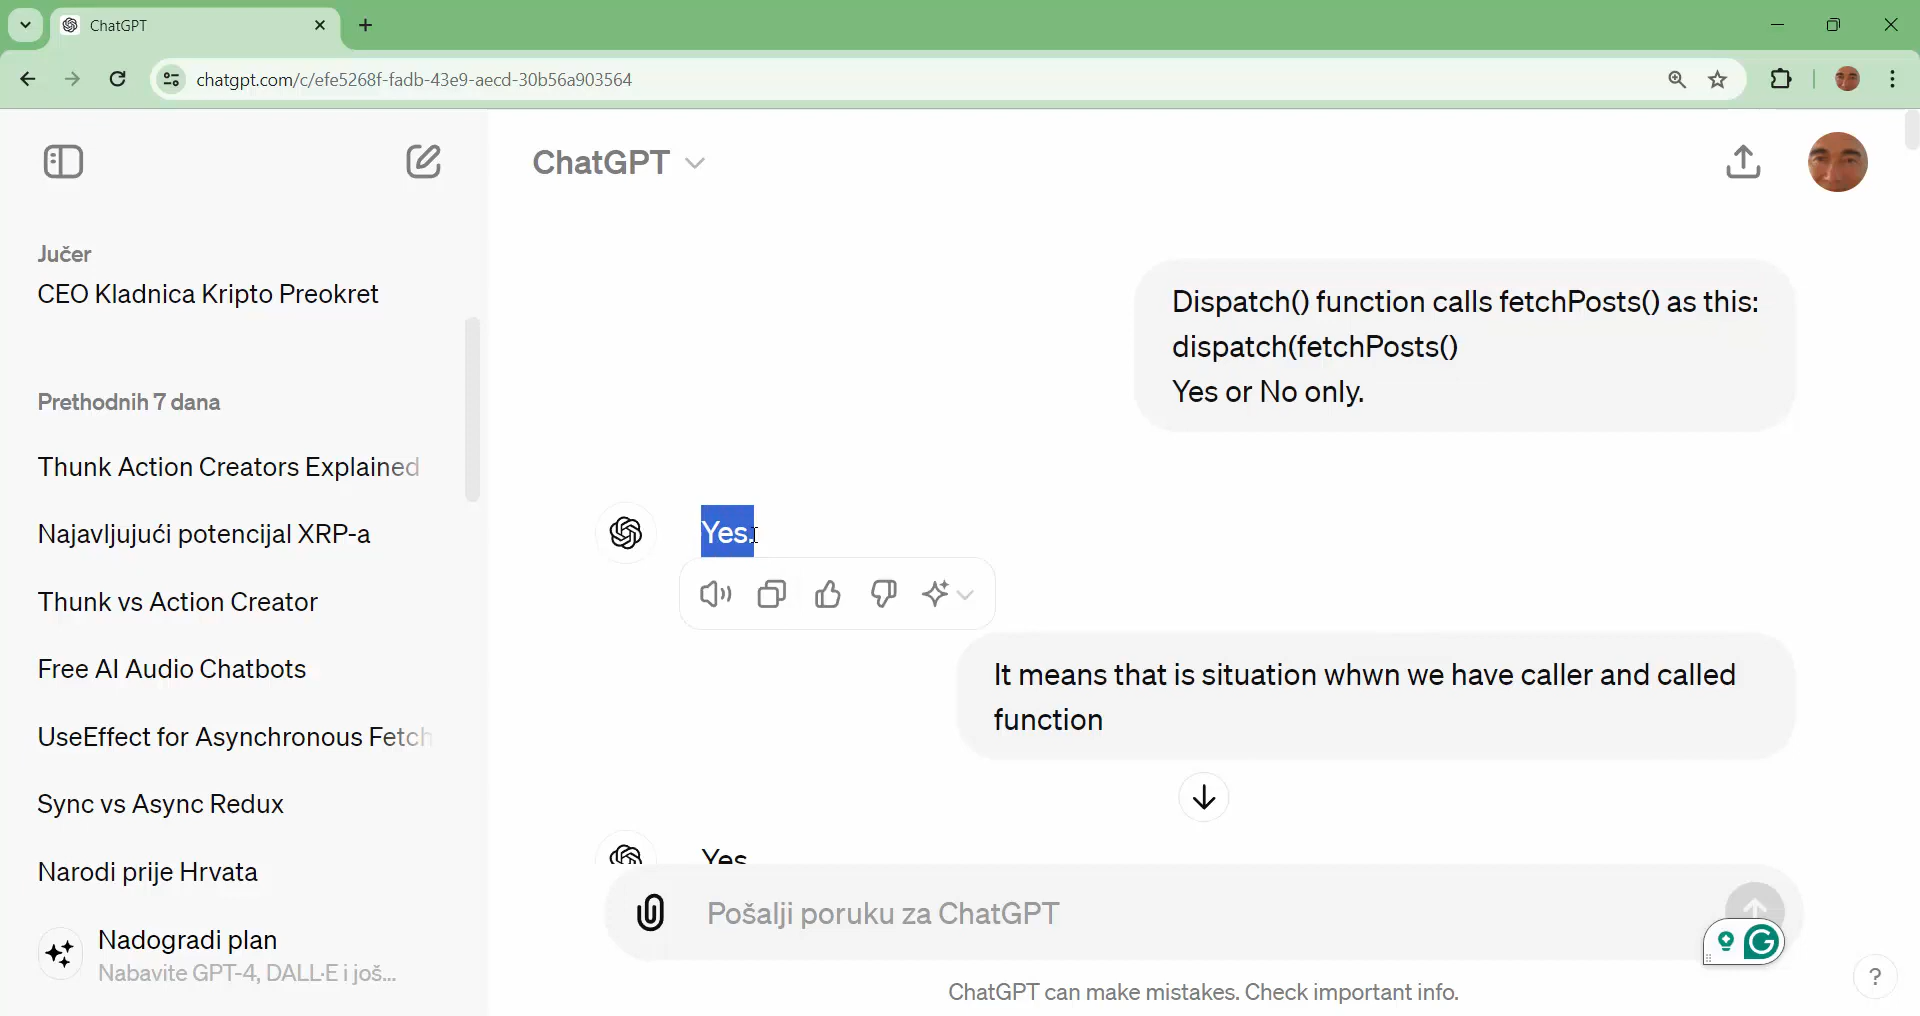 ChatGPT
chatgpt.com/c/efe5268f-fadb-43e9-aecd-30b56a903564
ChatGPT
Jučer
CEO Kladnica Kripto Preokret
Prethodnih 7 dana
Thunk Action Creators Explained
Najavljujući potencijal XRP-a
Thunk vs Action Creator
Free AI Audio Chatbots
UseEffect for Asynchronous Fetch
Sync vs Async Redux
Narodi prije Hrvata
Nadogradi plan
Nabavite GPT-4, DALL·E i još...
Dispatch() function calls fetchPosts() as this:
dispatch(fetchPosts()
Yes or No only.
Yes.
It means that is situation whwn we have caller and called
function
Yes
Pošalji poruku za ChatGPT
ChatGPT can make mistakes. Check important info.
?